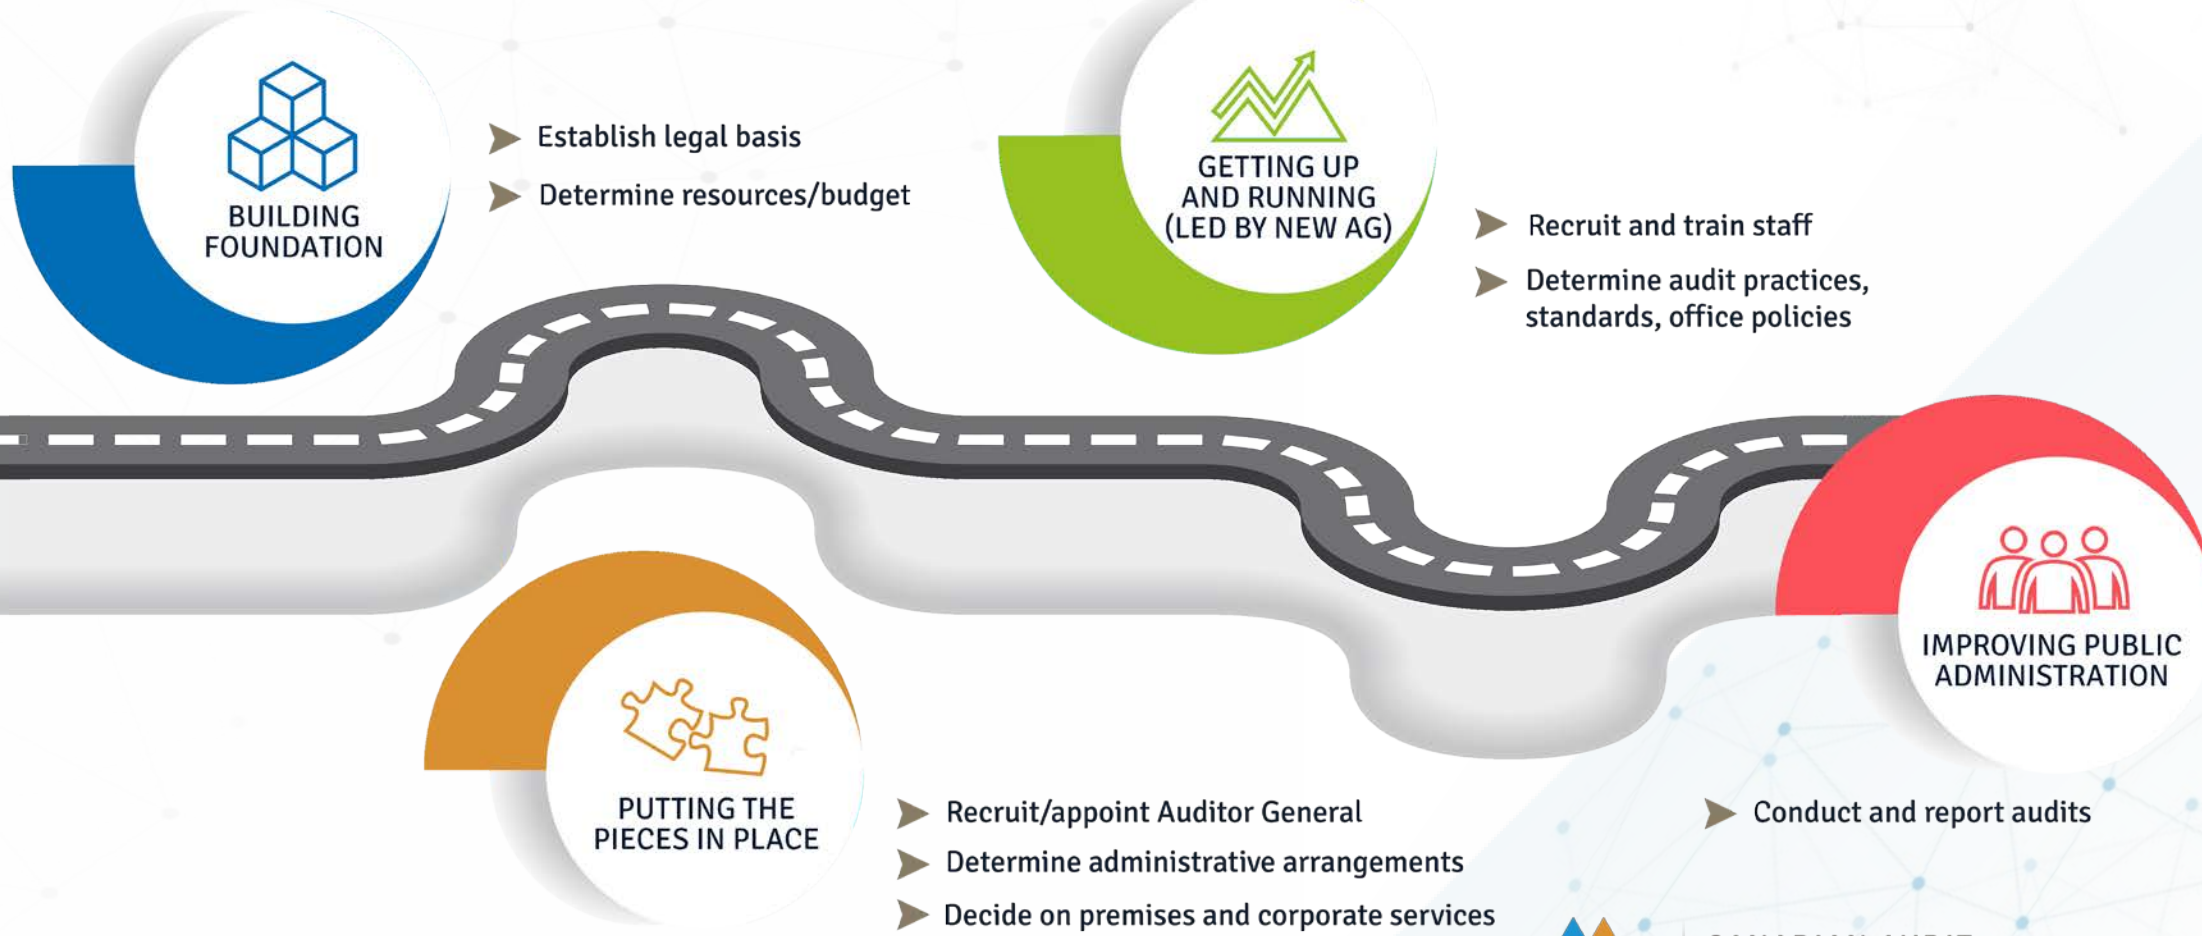 BUILDING
FOUNDATION
Establish legal basis
Determine resources/budget
PUTTING THE
PIECES IN PLACE
Recruit/appoint Auditor General
Determine administrative arrangements
Decide on premises and corporate services
GETTING UP
AND RUNNING
(LED BY NEW AG)
Recruit and train staff
Determine audit practices,
standards, office policies
IMPROVING PUBLIC
ADMINISTRATION
Conduct and report audits